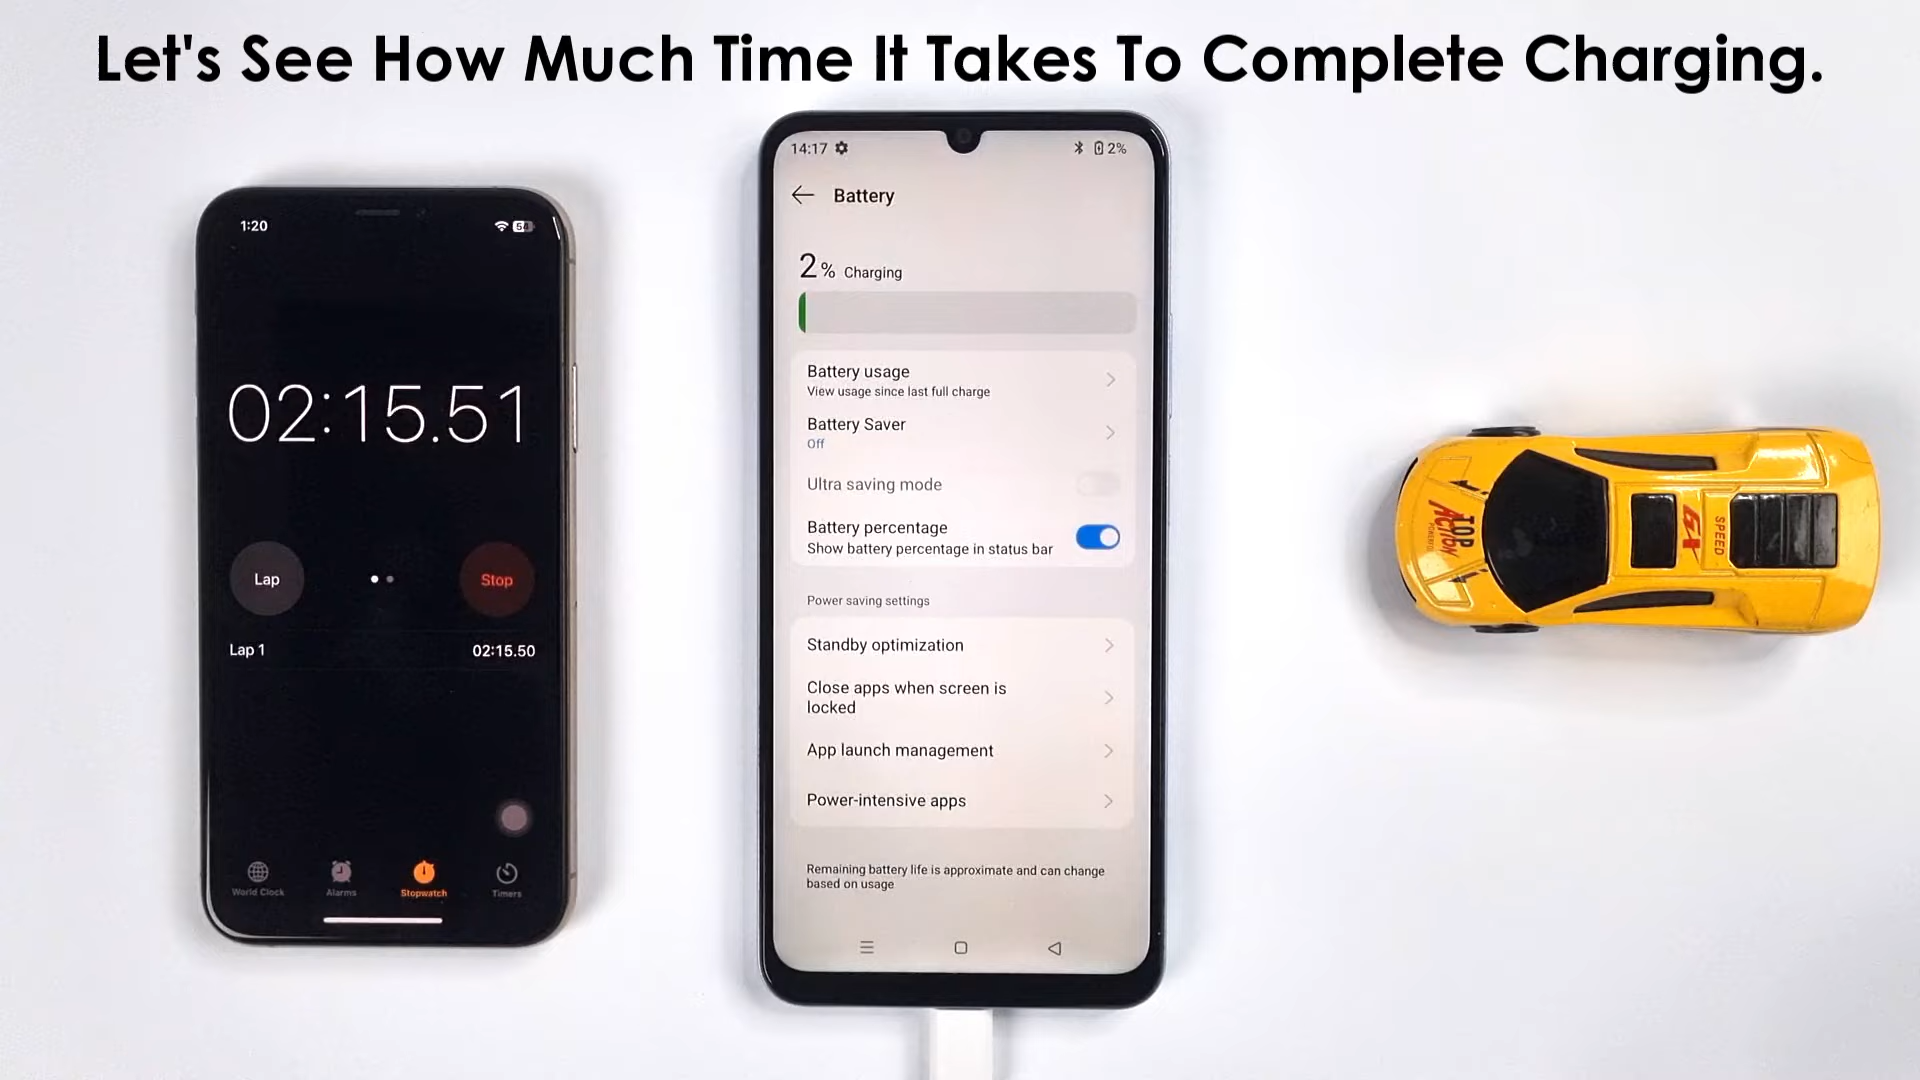 Let's See How Much Time It Takes To Complete Charging.
1:20
54
02:15.51
Lap
Stop
Lap 1
02:15.50
World Clock
Alarms
Stopwatch
Timers
14:17
2%
Battery
2% Charging
Battery usage
View usage since last full charge
Battery Saver
Off
Ultra saving mode
Battery percentage
Show battery percentage in status bar
Power saving settings
Standby optimization
Close apps when screen is
locked
App launch management
Power-intensive apps
Remaining battery life is approximate and can change
based on usage
TOP
ACTION
SPEED